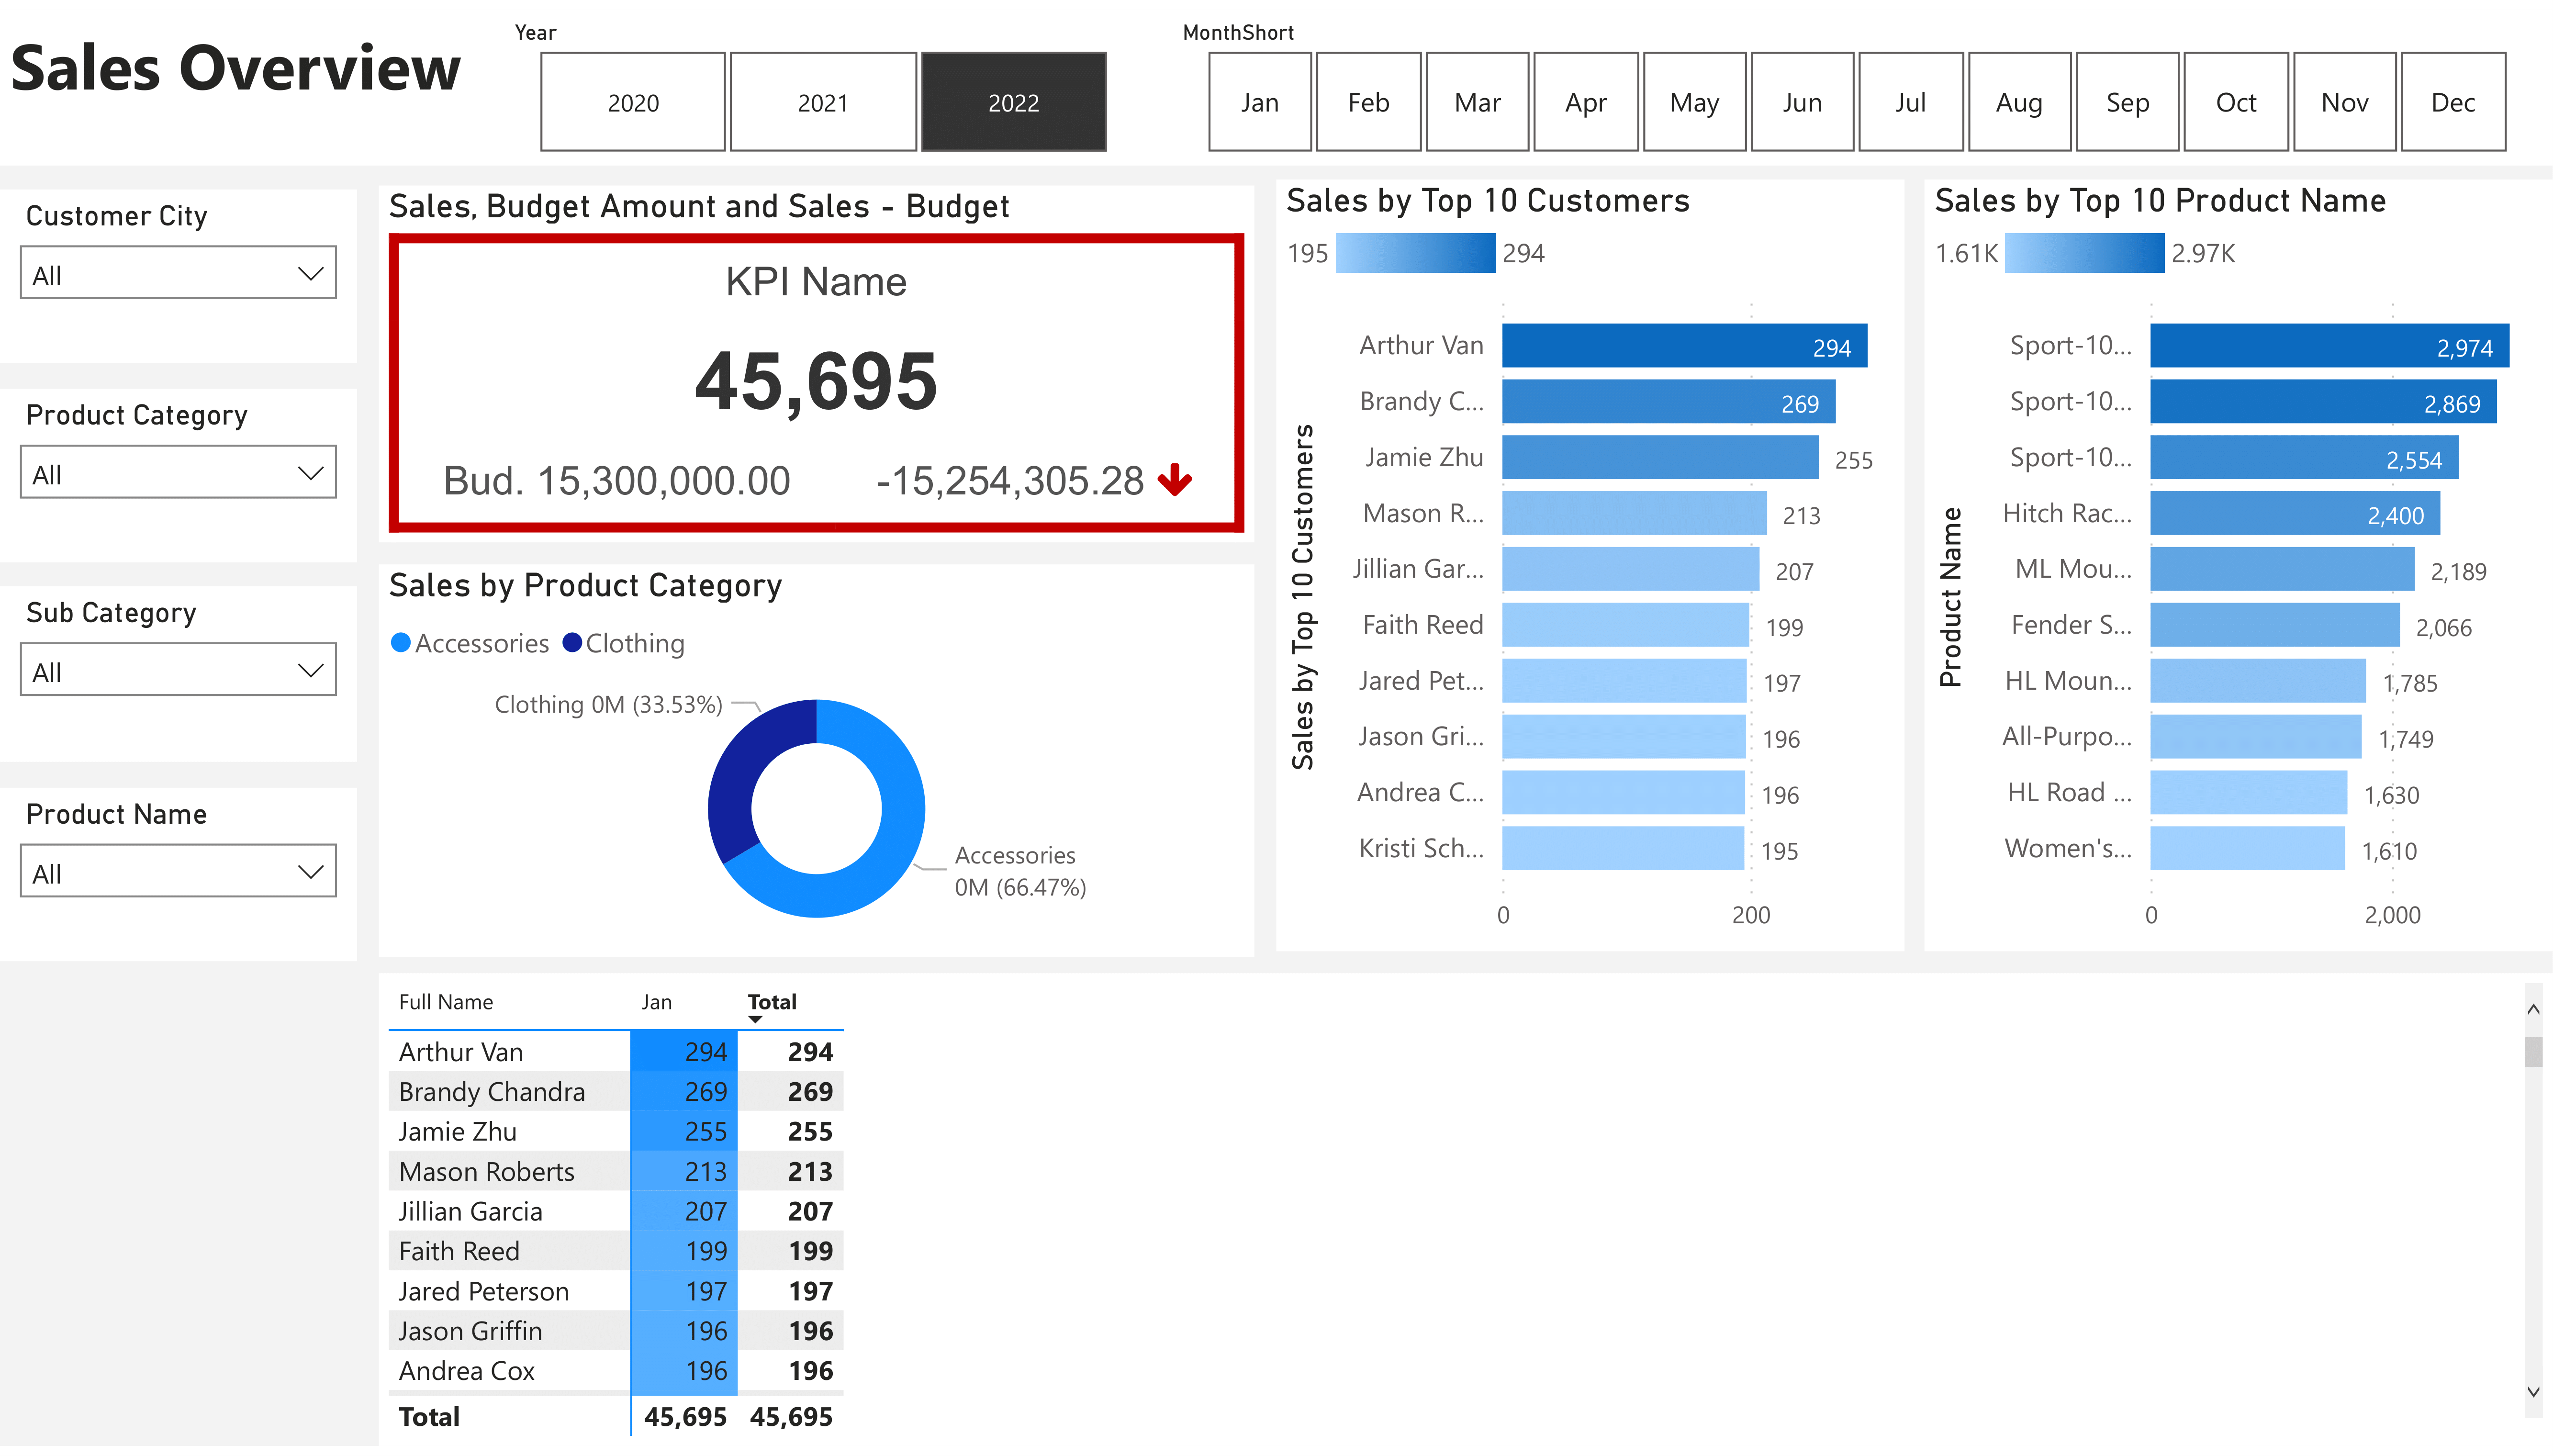 Sales Overview
Year
2020 2021 2022
MonthShort
Jan Feb Mar Apr May Jun Jul Aug Sep Oct Nov Dec
Customer City
All
Product Category
All
Sub Category
All
Product Name
All
Sales, Budget Amount and Sales - Budget
KPI Name
45,695
Bud. 15,300,000.00 -15,254,305.28
Sales by Product Category
Accessories Clothing
Clothing 0M (33.53%)
Accessories
0M (66.47%)
Sales by Top 10 Customers
195 294
Sales by Top 10 Customers
Arthur Van 294
Brandy C... 269
Jamie Zhu 255
Mason R... 213
Jillian Gar... 207
Faith Reed 199
Jared Pet... 197
Jason Gri... 196
Andrea C... 196
Kristi Sch... 195
0 200
Sales by Top 10 Product Name
1.61K 2.97K
Product Name
Sport-10... 2,974
Sport-10... 2,869
Sport-10... 2,554
Hitch Rac... 2,400
ML Mou... 2,189
Fender S... 2,066
HL Moun... 1,785
All-Purpo... 1,749
HL Road ... 1,630
Women's... 1,610
0 2,000
Full Name Jan Total
Arthur Van 294 294
Brandy Chandra 269 269
Jamie Zhu 255 255
Mason Roberts 213 213
Jillian Garcia 207 207
Faith Reed 199 199
Jared Peterson 197 197
Jason Griffin 196 196
Andrea Cox 196 196
Total 45,695 45,695